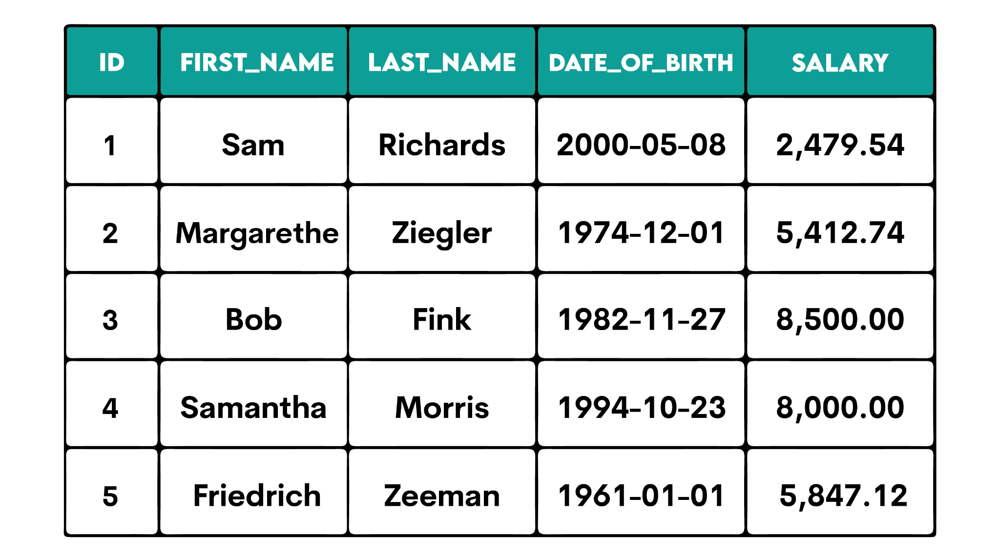 ID FIRST_NAME LAST_NAME DATE_OF_BIRTH SALARY
1 Sam Richards 2000-05-08 2,479.54
2 Margarethe Ziegler 1974-12-01 5,412.74
3 Bob Fink 1982-11-27 8,500.00
4 Samantha Morris 1994-10-23 8,000.00
5 Friedrich Zeeman 1961-01-01 5,847.12